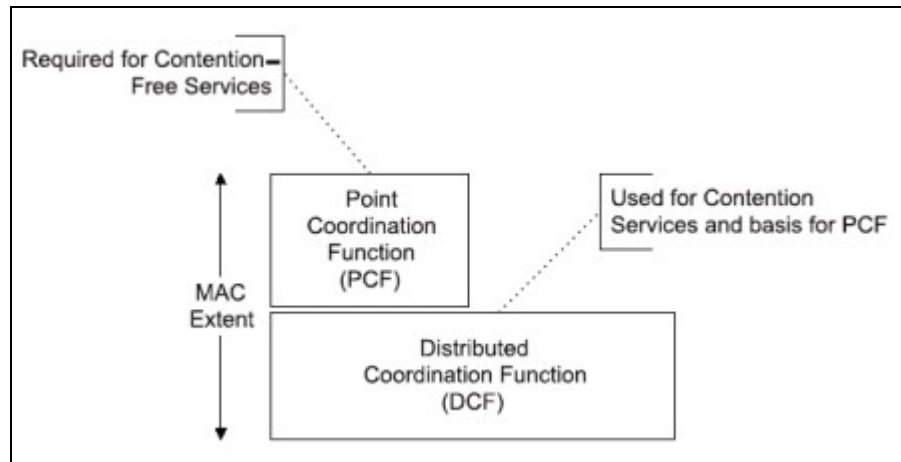 Required for Contention-
Free Services
Point
Coordination
Function
(PCF)
Used for Contention
Services and basis for PCF
MAC
Extent
Distributed
Coordination Function
(DCF)